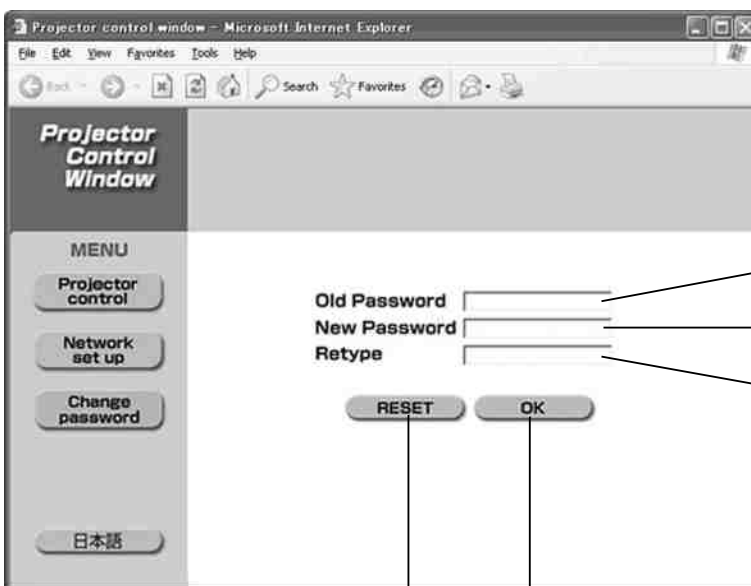 Projector control window - Microsoft Internet Explorer
File Edit View Favorites Tools Help
Back Search Favorites
Projector
Control
Window
MENU
Projector
control
Network
set up
Change
password
日本語
Old Password
New Password
Retype
RESET OK